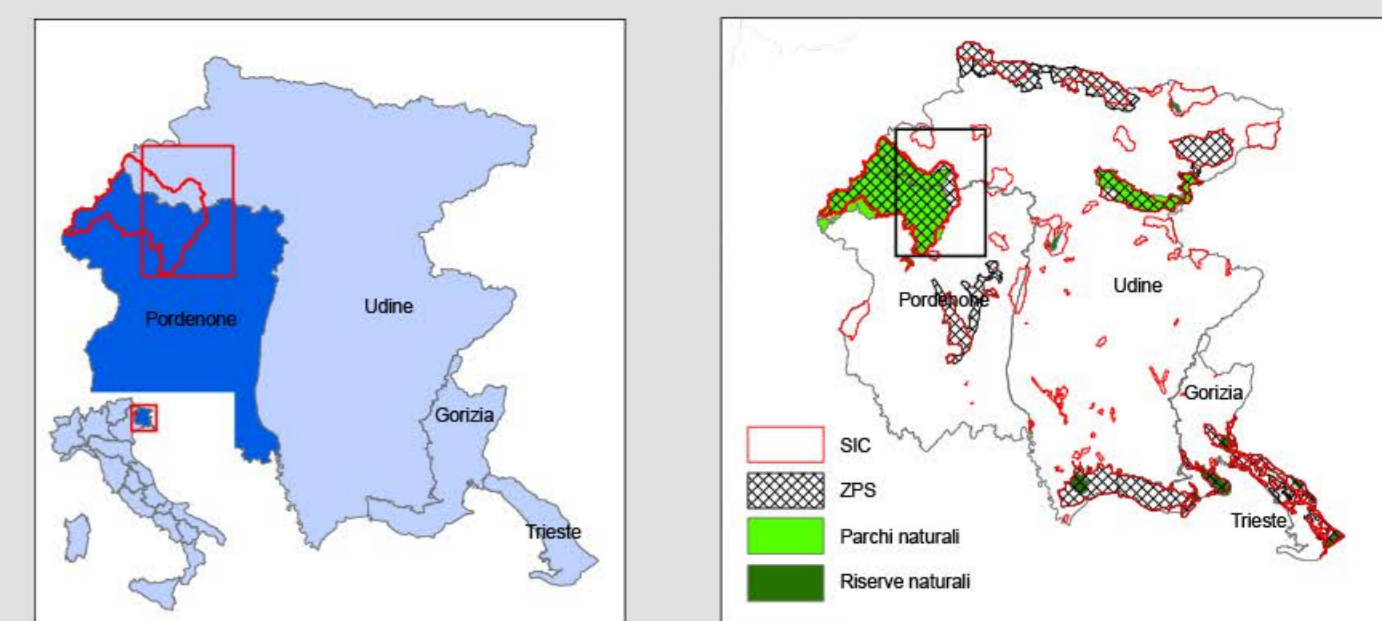 Pordenone
Udine
Gorizia
Trieste
Pordenone
Udine
Gorizia
Trieste
SIC
ZPS
Parchi naturali
Riserve naturali